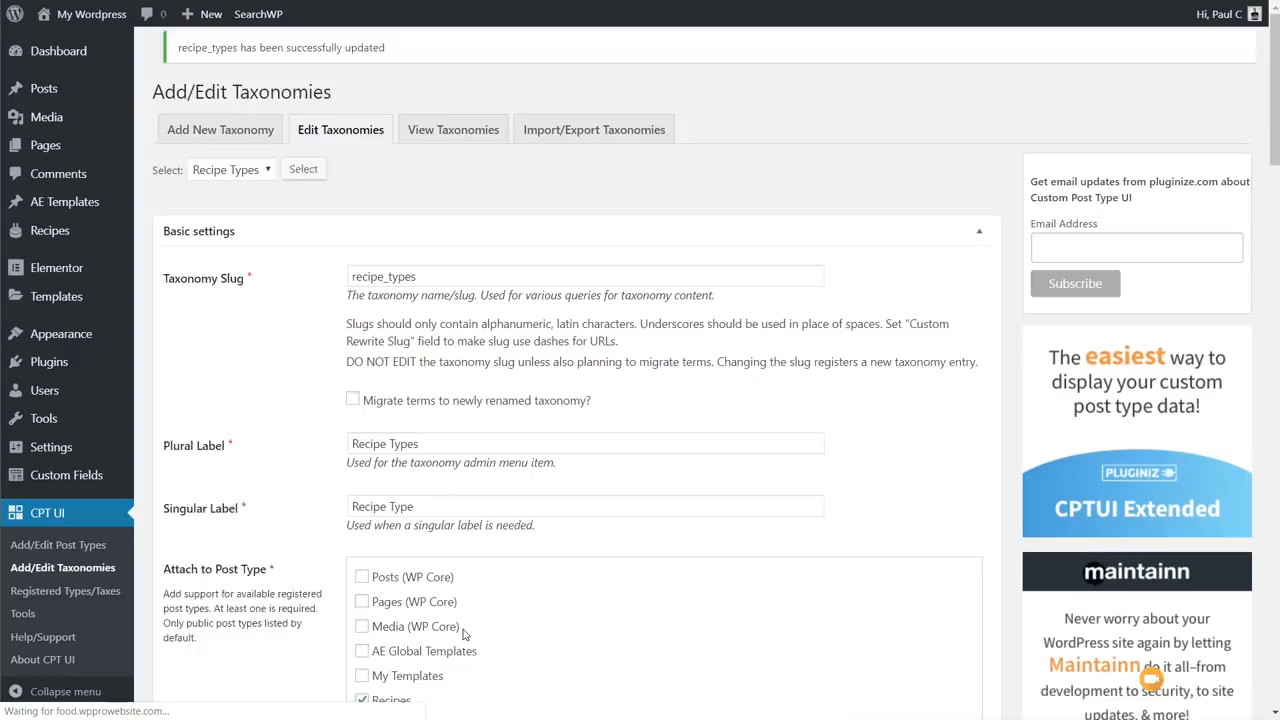 My Wordpress
0
New
SearchWP
Hi, Paul C
Dashboard
Posts
Media
Pages
Comments
AE Templates
Recipes
Elementor
Templates
Appearance
Plugins
Users
Tools
Settings
Custom Fields
CPT UI
Add/Edit Post Types
Add/Edit Taxonomies
Registered Types/Taxes
Tools
Help/Support
About CPT UI
Collapse menu
Waiting for food.wpprowebsite.com...
recipe_types has been successfully updated
Add/Edit Taxonomies
Add New Taxonomy
Edit Taxonomies
View Taxonomies
Import/Export Taxonomies
Select: Recipe Types
Select
Basic settings
Taxonomy Slug *
recipe_types
The taxonomy name/slug. Used for various queries for taxonomy content.
Slugs should only contain alphanumeric, latin characters. Underscores should be used in place of spaces. Set "Custom
Rewrite Slug" field to make slug use dashes for URLs.
DO NOT EDIT the taxonomy slug unless also planning to migrate terms. Changing the slug registers a new taxonomy entry.
Migrate terms to newly renamed taxonomy?
Plural Label *
Recipe Types
Used for the taxonomy admin menu item.
Singular Label *
Recipe Type
Used when a singular label is needed.
Attach to Post Type *
Add support for available registered
post types. At least one is required.
Only public post types listed by
default.
Posts (WP Core)
Pages (WP Core)
Media (WP Core)
AE Global Templates
My Templates
Recipes
Get email updates from pluginize.com about
Custom Post Type UI
Email Address
Subscribe
The easiest way to
display your custom
post type data!
PLUGINIZ
CPTUI Extended
maintainn
Never worry about your
WordPress site again by letting
Maintainn do it all–from
development to security, to site
updates, & more!